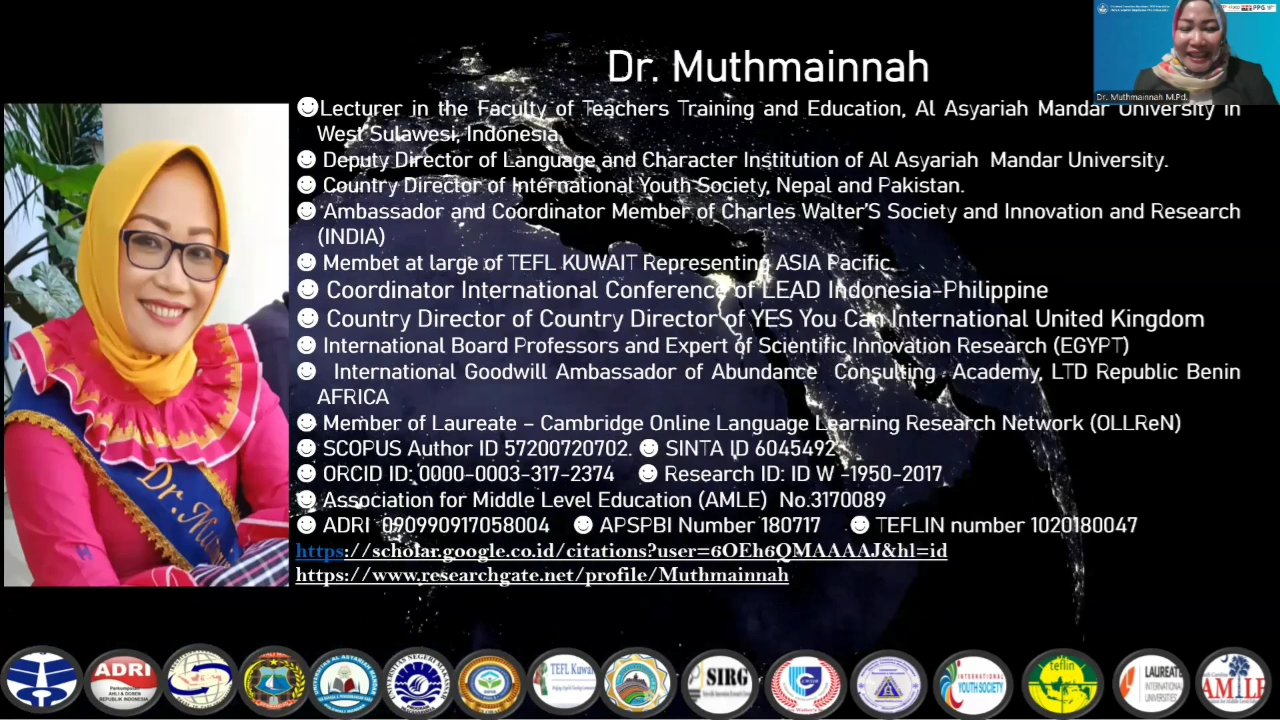 Dr. Muthmainnah
Dr. Muthmainnah M.Pd.
Lecturer in the Faculty of Teachers Training and Education, Al Asyariah Mandar University in
West Sulawesi, Indonesia.
Deputy Director of Language and Character Institution of Al Asyariah Mandar University.
Country Director of International Youth Society, Nepal and Pakistan.
Ambassador and Coordinator Member of Charles Walter'S Society and Innovation and Research
(INDIA)
Membet at large of TEFL KUWAIT Representing ASIA Pacific
Coordinator International Conference of LEAD Indonesia-Philippine
Country Director of Country Director of YES You Can International United Kingdom
International Board Professors and Expert of Scientific Innovation Research (EGYPT)
International Goodwill Ambassador of Abundance Consulting Academy, LTD Republic Benin
AFRICA
Member of Laureate – Cambridge Online Language Learning Research Network (OLLReN)
SCOPUS Author ID 57200720702. SINTA ID 6045492
ORCID ID: 0000-0003-317-2374 Research ID: ID W -1950-2017
Association for Middle Level Education (AMLE) No.3170089
ADRI 090990917058004 APSPBI Number 180717 TEFLIN number 1020180047
https://scholar.google.co.id/citations?user=6OEh6QMAAAAJ&hl=id
https://www.researchgate.net/profile/Muthmainnah
Dr. Mu
ADRI
Perkumpulan
AHLI & DOSEN
REPUBLIK INDONESIA
TEFL Kuwait
SIRG
INTERNATIONAL
YOUTH SOCIETY
teflin
LAUREATE
INTERNATIONAL
UNIVERSITIES
AMLE